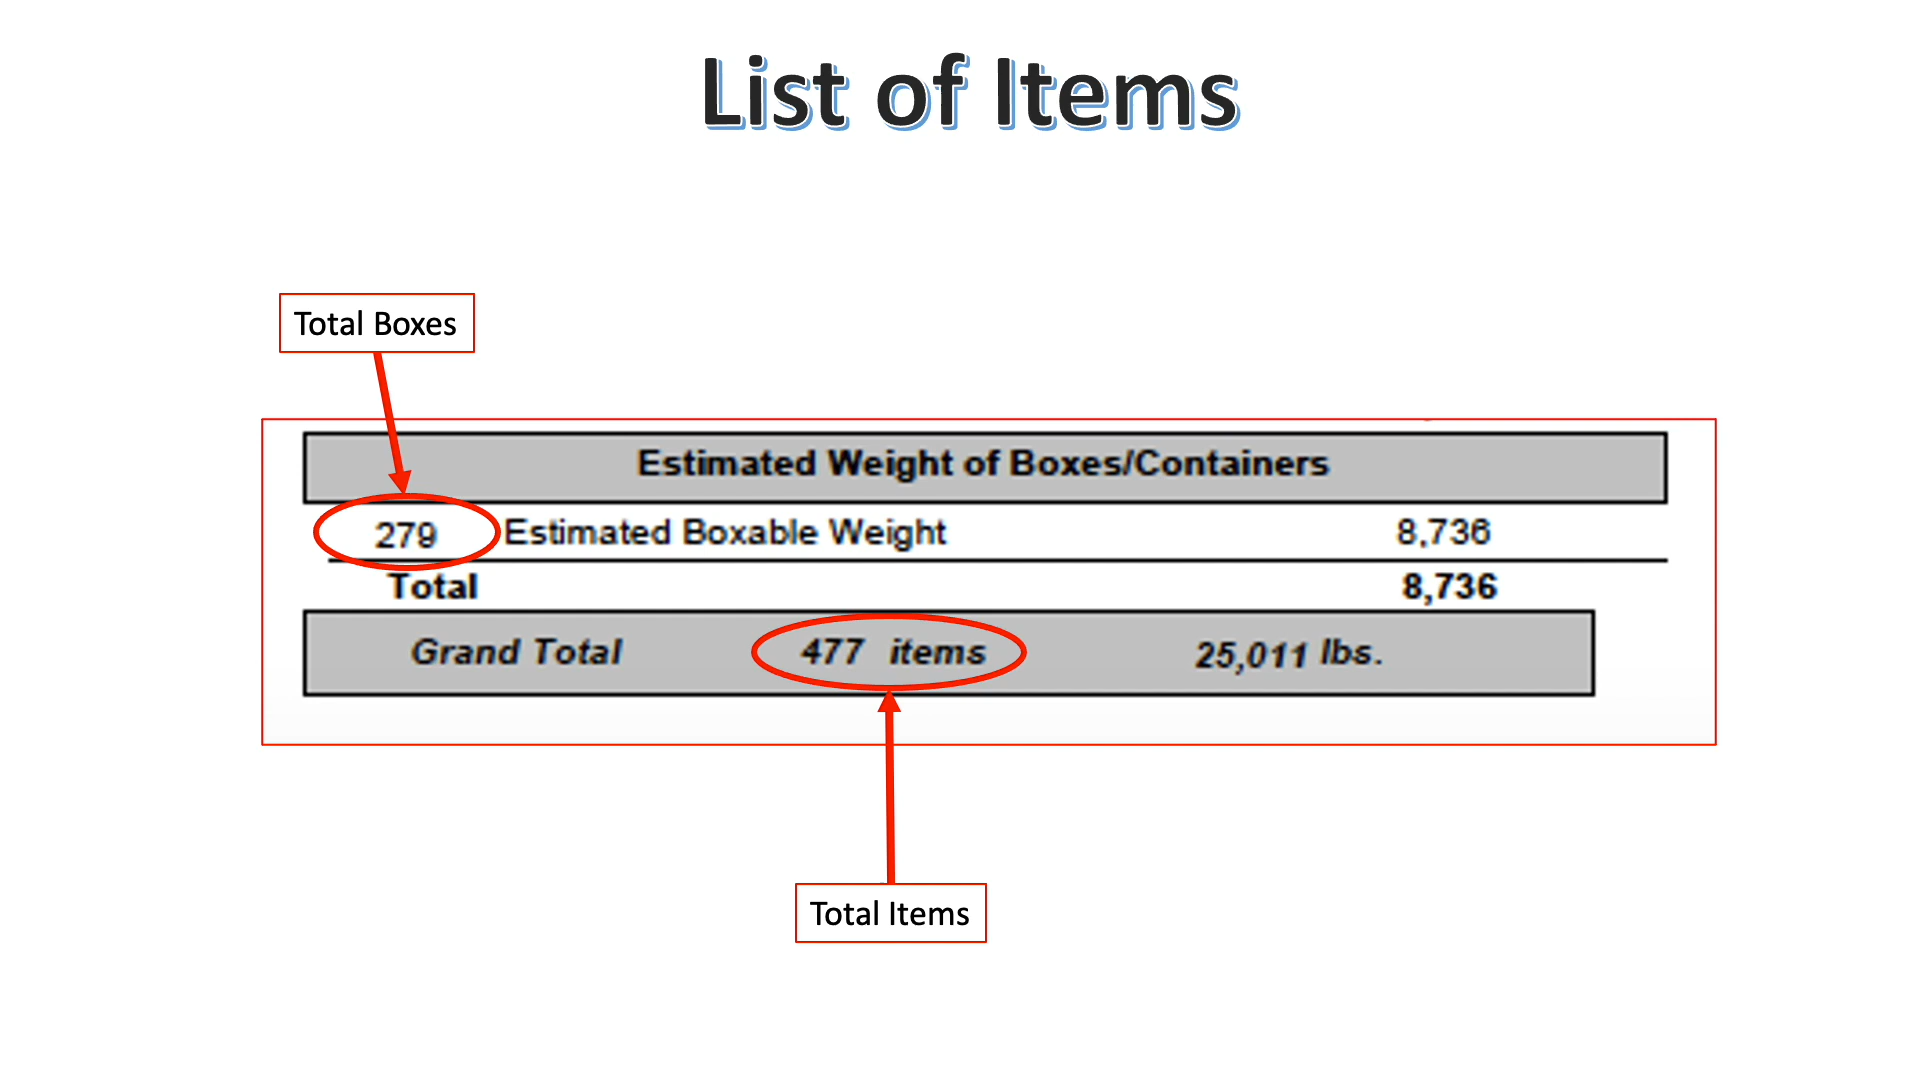 List of Items
Total Boxes
Estimated Weight of Boxes/Containers
279 Estimated Boxable Weight 8,736
Total 8,736
Grand Total 477 items 25,011 lbs.
Total Items